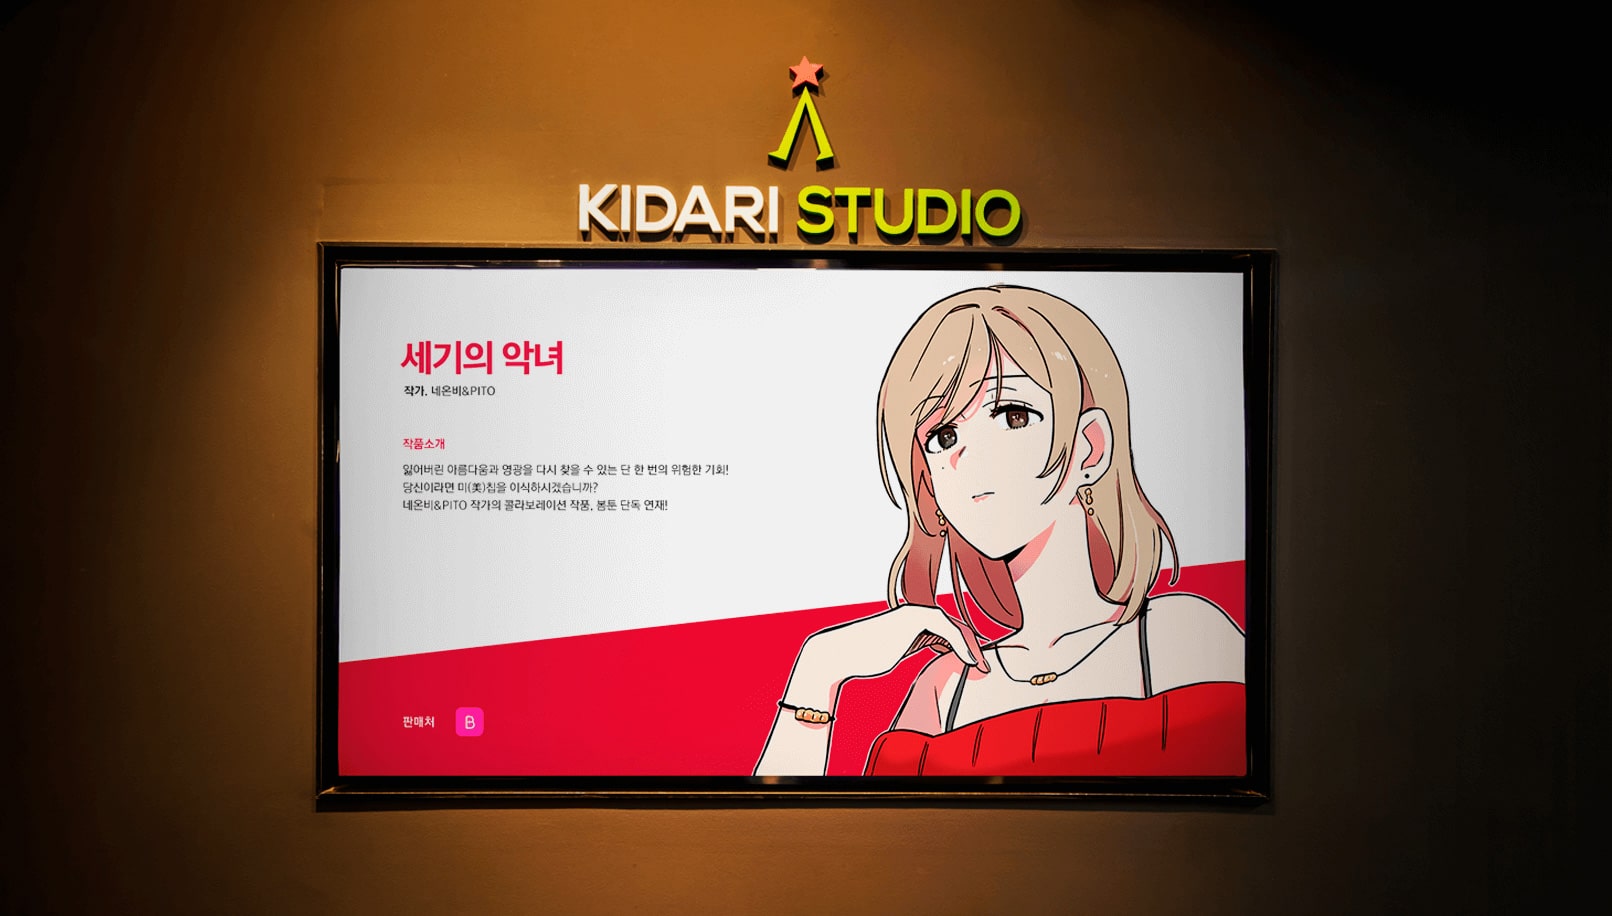 KIDARI STUDIO
세기의 악녀
작가. 네온비&PITO
작품소개
잃어버린 아름다움과 영광을 다시 찾을 수 있는 단 한 번의 위험한 기회!
당신이라면 미(美)침을 이식하시겠습니까?
네온비&PITO 작가의 콜라보레이션 작품, 봄툰 단독 연재!
판매처 B